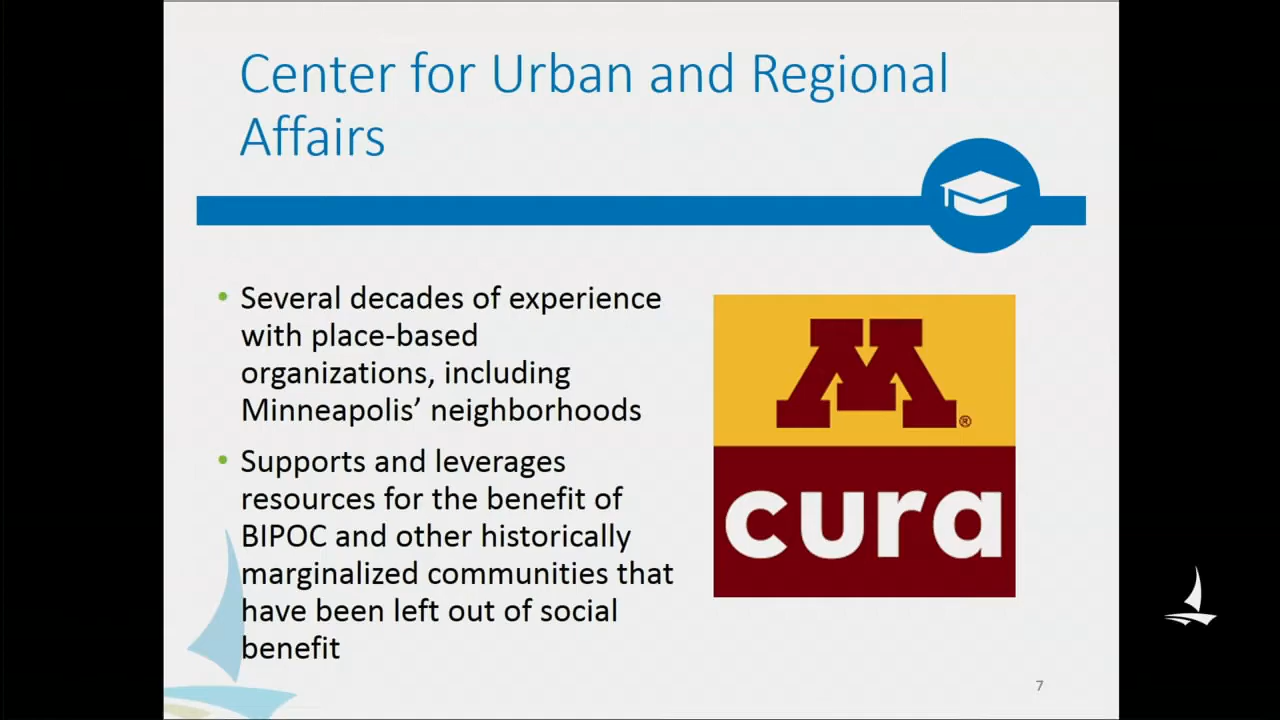 Center for Urban and Regional
Affairs
• Several decades of experience
with place-based
organizations, including
Minneapolis’ neighborhoods
• Supports and leverages
resources for the benefit of
BIPOC and other historically
marginalized communities that
have been left out of social
benefit
M®
cura
7